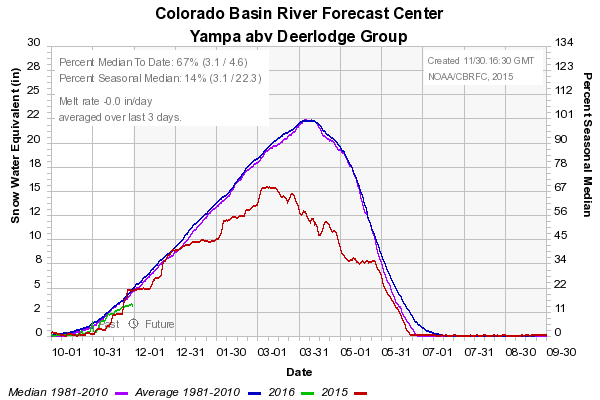 Colorado Basin River Forecast Center
Yampa abv Deerlodge Group
Percent Median To Date: 67% (3.1 / 4.6)
Percent Seasonal Median: 14% (3.1 / 22.3)
Melt rate -0.0 in/day
averaged over last 3 days.
Created 11/30.16:30 GMT
NOAA/CBRFC, 2015
Snow Water Equivalent (in)
30
27
25
22
20
18
15
12
10
8
5
2
0
Percent Seasonal Median
134
123
112
101
90
78
67
56
45
34
22
11
0
Past Future
10-01 10-31 12-01 12-31 01-30 03-01 03-31 05-01 05-31 07-01 07-31 08-30 09-30
Date
Median 1981-2010 Average 1981-2010 2016 2015